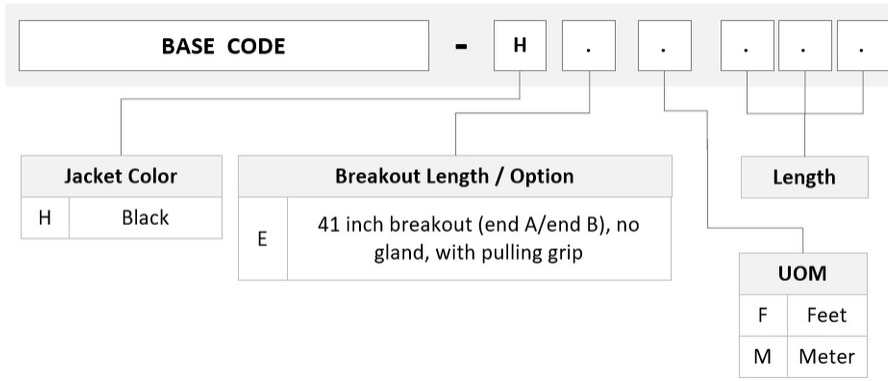 BASE CODE - H . . . . .
Jacket Color
H Black
Breakout Length / Option
E 41 inch breakout (end A/end B), no
gland, with pulling grip
Length
UOM
F Feet
M Meter